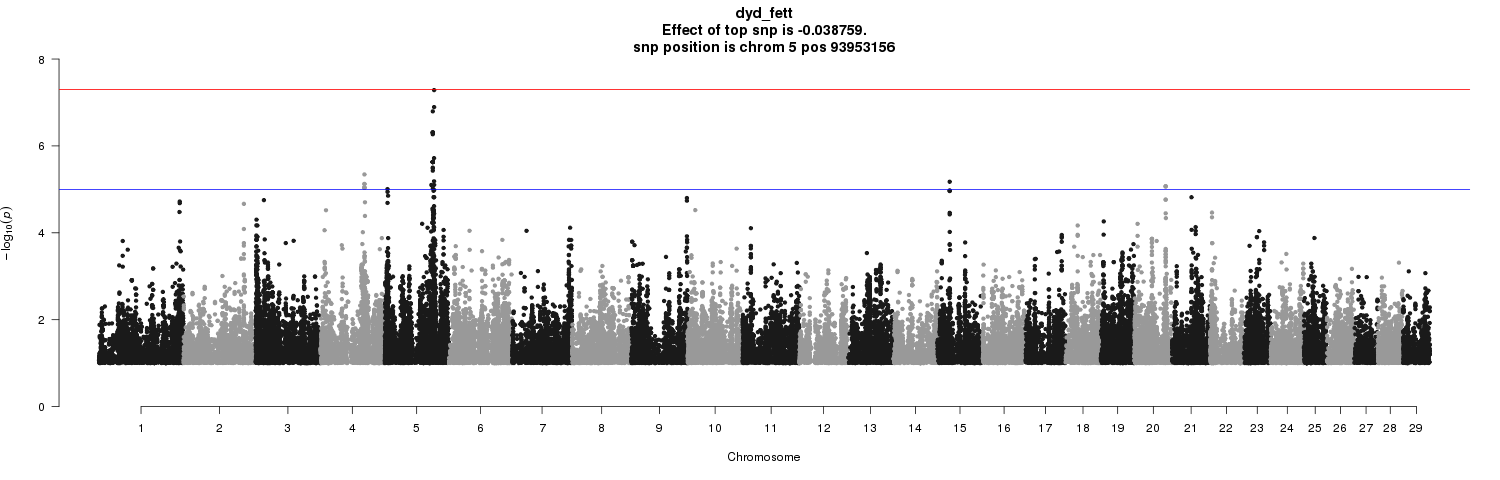 dyd_fett
Effect of top snp is -0.038759.
snp position is chrom 5 pos 93953156
8
6
4
2
0
−log10(p)
1 2 3 4 5 6 7 8 9 10 11 12 13 14 15 16 17 18 19 20 21 22 23 24 25 26 27 28 29
Chromosome